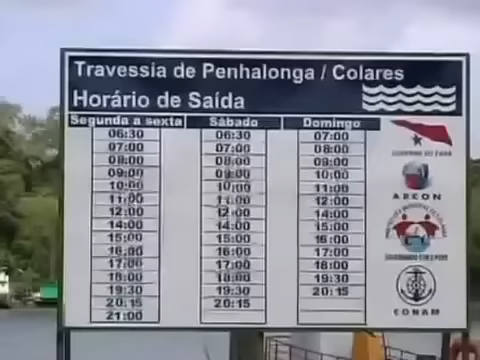 Travessia de Penhalonga / Colares
Horário de Saída
Segunda a sexta Sábado Domingo
06:30 06:30 07:00
07:00 07:00 08:00
08:00 08:00 09:00
09:00 09:00 10:00
10:00 10:00 11:00
11:00 11:00 12:00
12:00 12:00 14:00
14:00 14:00 15:00
15:00 15:00 16:00
16:00 16:00 17:00
17:00 17:00 18:00
18:00 18:00 19:30
19:30 19:30 20:15
20:15 20:15
21:00
GOVERNO DO PARÁ
ARCON
CONAM